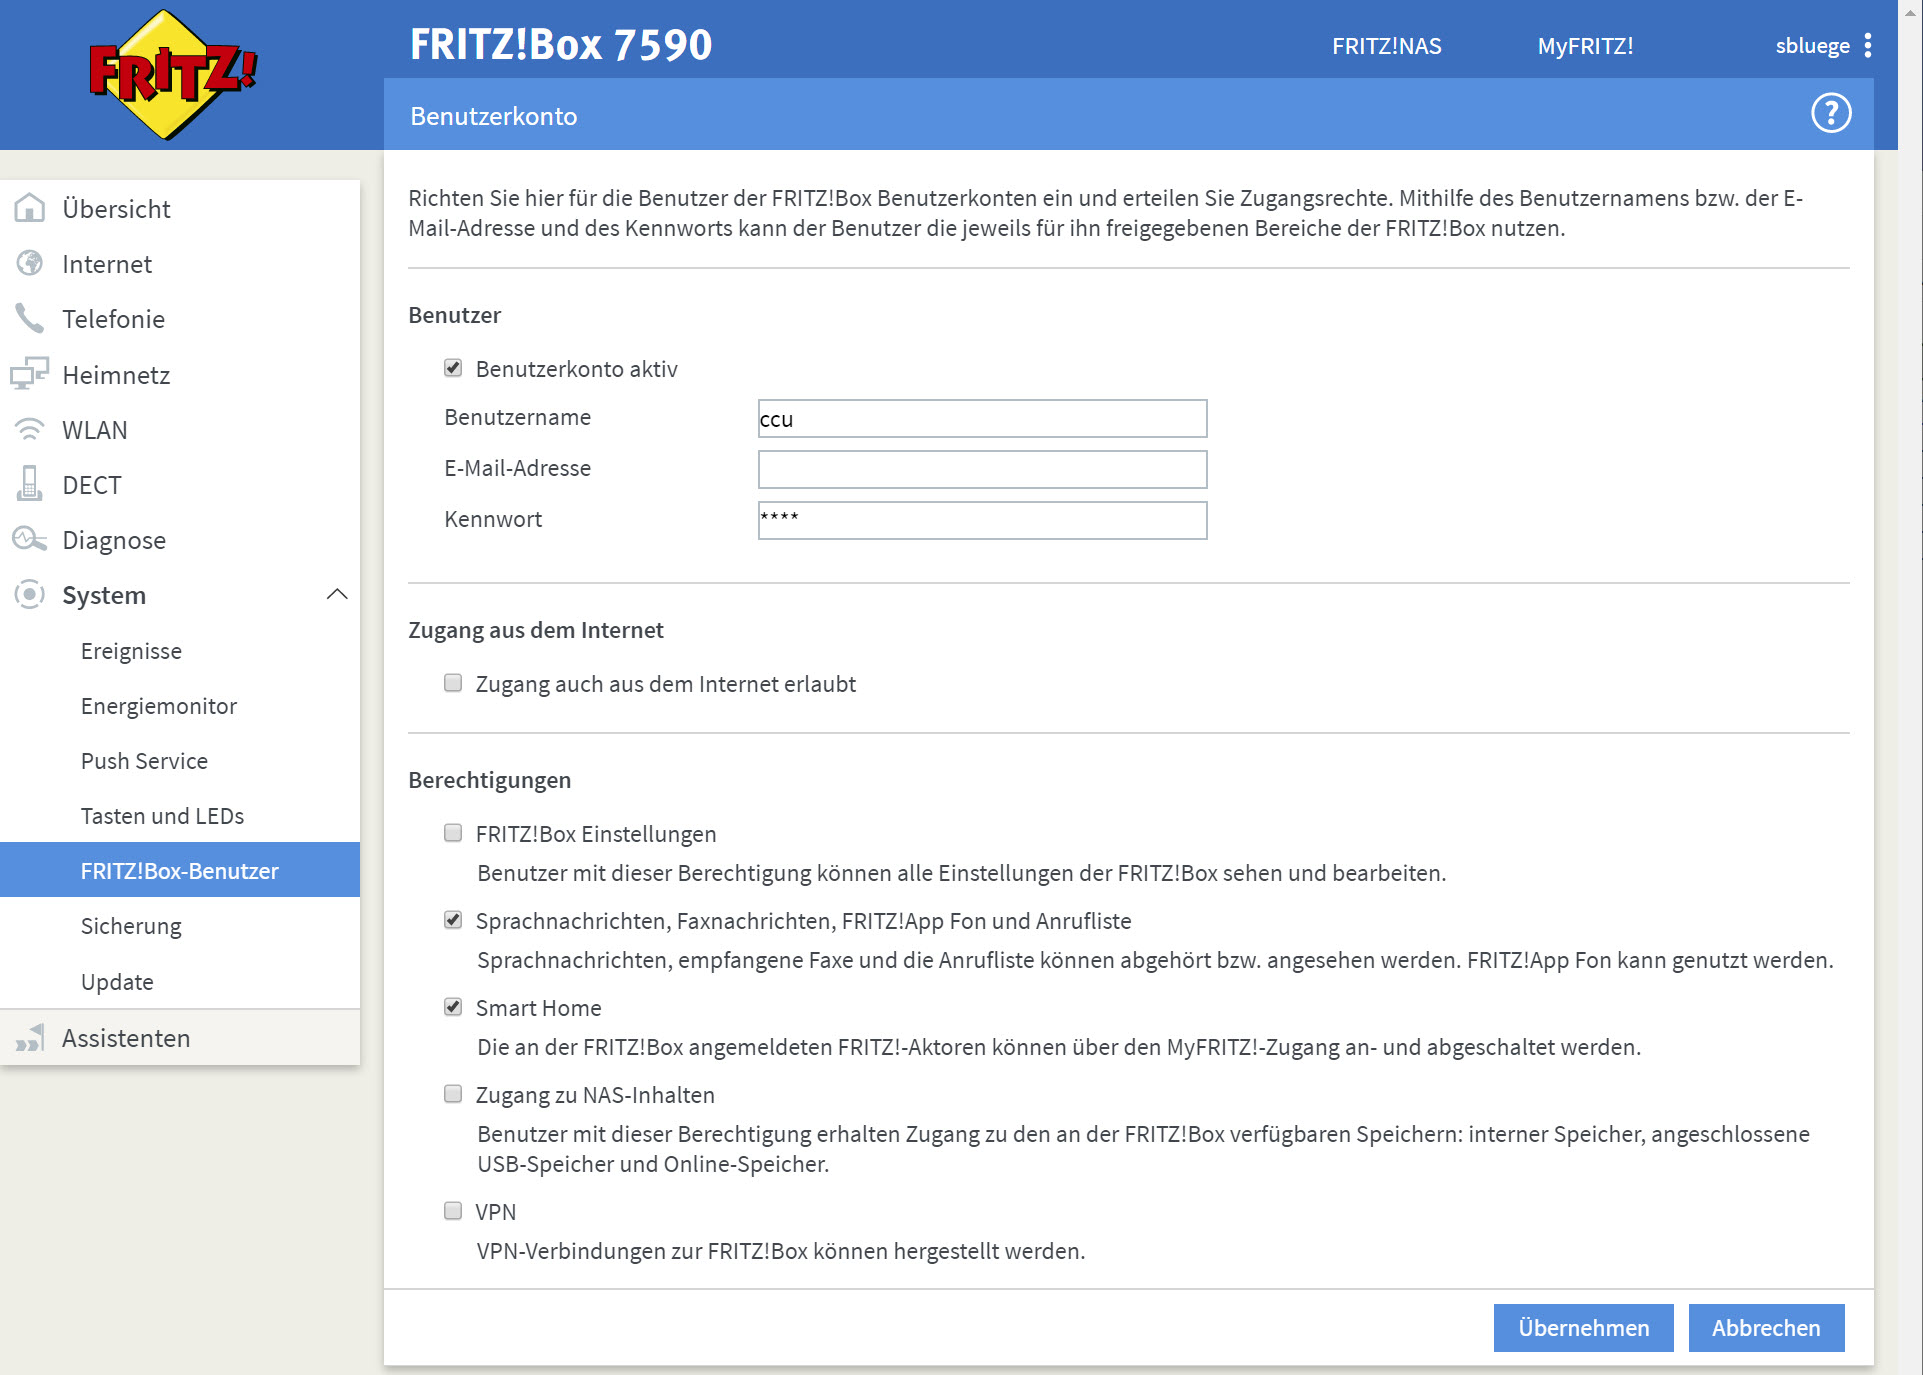 FRITZ!
FRITZ!Box 7590
FRITZ!NAS
MyFRITZ!
sbluege
Benutzerkonto
?
Übersicht
Internet
Telefonie
Heimnetz
WLAN
DECT
Diagnose
System
Ereignisse
Energiemonitor
Push Service
Tasten und LEDs
FRITZ!Box-Benutzer
Sicherung
Update
Assistenten
Richten Sie hier für die Benutzer der FRITZ!Box Benutzerkonten ein und erteilen Sie Zugangsrechte. Mithilfe des Benutzernamens bzw. der E-
Mail-Adresse und des Kennworts kann der Benutzer die jeweils für ihn freigegebenen Bereiche der FRITZ!Box nutzen.
Benutzer
Benutzerkonto aktiv
Benutzername
ccu
E-Mail-Adresse
Kennwort
****
Zugang aus dem Internet
Zugang auch aus dem Internet erlaubt
Berechtigungen
FRITZ!Box Einstellungen
Benutzer mit dieser Berechtigung können alle Einstellungen der FRITZ!Box sehen und bearbeiten.
Sprachnachrichten, Faxnachrichten, FRITZ!App Fon und Anrufliste
Sprachnachrichten, empfangene Faxe und die Anrufliste können abgehört bzw. angesehen werden. FRITZ!App Fon kann genutzt werden.
Smart Home
Die an der FRITZ!Box angemeldeten FRITZ!-Aktoren können über den MyFRITZ!-Zugang an- und abgeschaltet werden.
Zugang zu NAS-Inhalten
Benutzer mit dieser Berechtigung erhalten Zugang zu den an der FRITZ!Box verfügbaren Speichern: interner Speicher, angeschlossene
USB-Speicher und Online-Speicher.
VPN
VPN-Verbindungen zur FRITZ!Box können hergestellt werden.
Übernehmen
Abbrechen